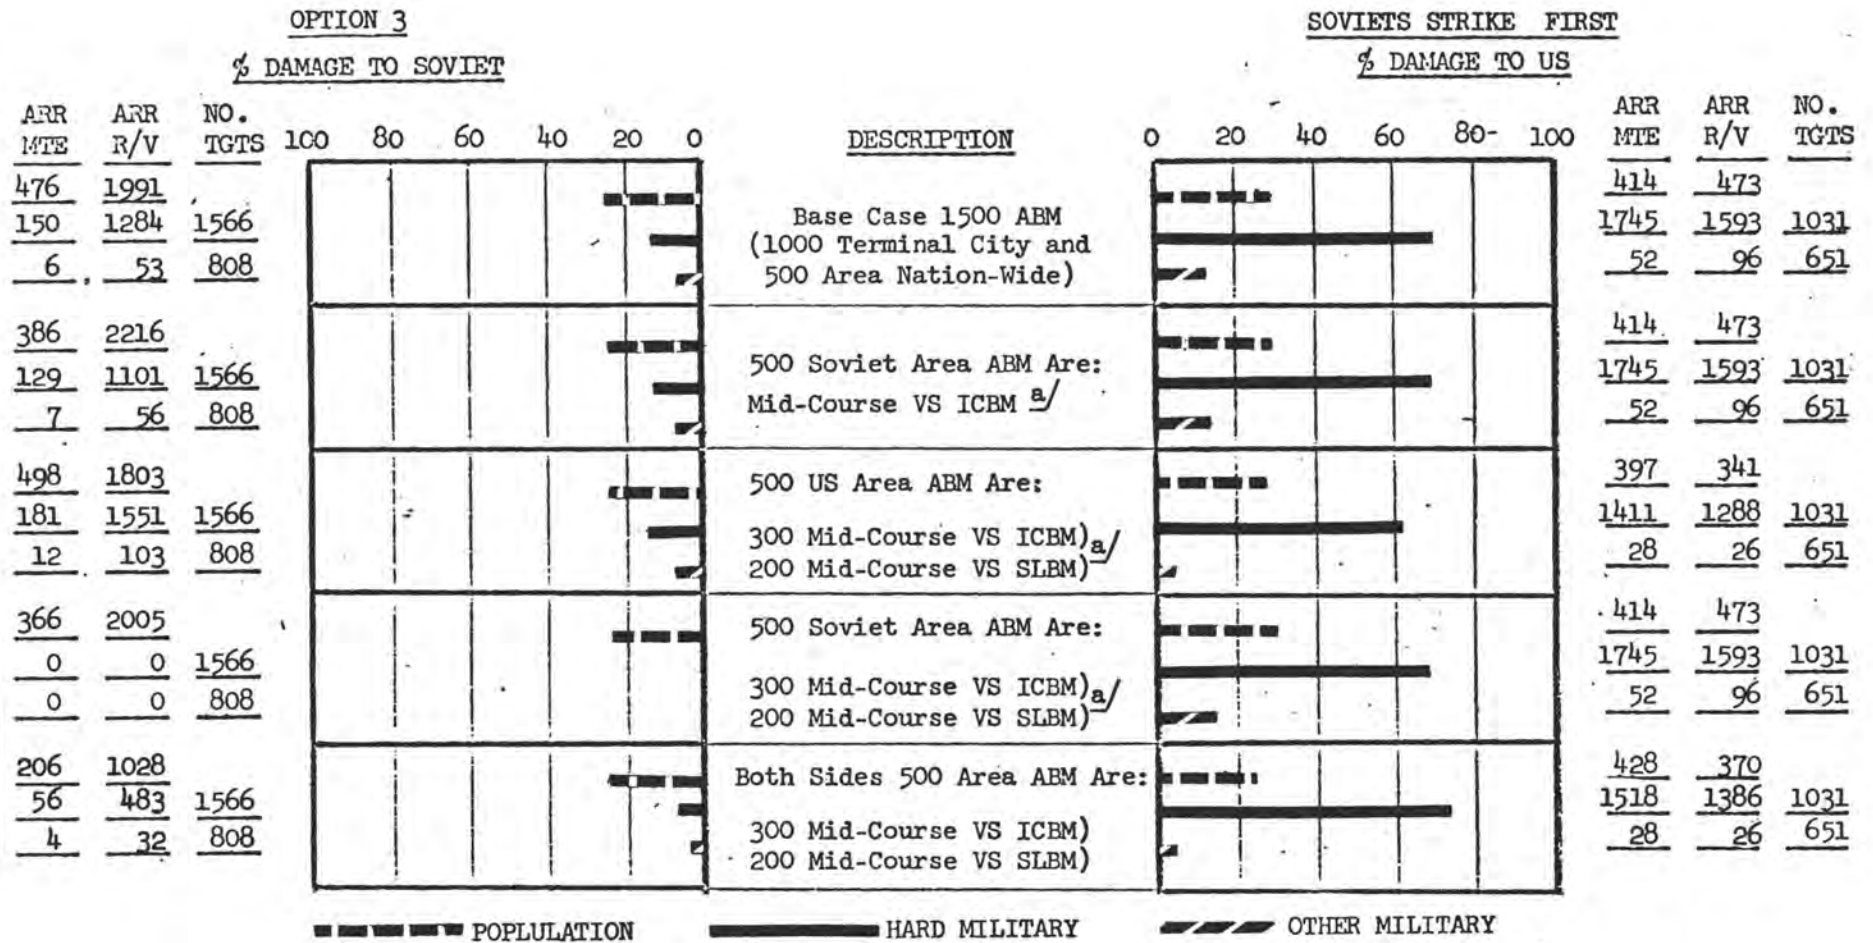 OPTION 3
SOVIETS STRIKE FIRST
% DAMAGE TO SOVIET
% DAMAGE TO US
ARR ARR NO.
MTE R/V TGTS
100 80 60 40 20 0
DESCRIPTION
0 20 40 60 80 100
ARR ARR NO.
MTE R/V TGTS
476 1991
150 1284 1566
6 53 808
Base Case 1500 ABM
(1000 Terminal City and
500 Area Nation-Wide)
414 473
1745 1593 1031
52 96 651
386 2216
129 1101 1566
7 56 808
500 Soviet Area ABM Are:
Mid-Course VS ICBM a/
414 473
1745 1593 1031
52 96 651
498 1803
181 1551 1566
12 103 808
500 US Area ABM Are:
300 Mid-Course VS ICBM) a/
200 Mid-Course VS SLBM)
397 341
1411 1288 1031
28 26 651
366 2005
0 0 1566
0 0 808
500 Soviet Area ABM Are:
300 Mid-Course VS ICBM) a/
200 Mid-Course VS SLBM)
414 473
1745 1593 1031
52 96 651
206 1028
56 483 1566
4 32 808
Both Sides 500 Area ABM Are:
300 Mid-Course VS ICBM)
200 Mid-Course VS SLBM)
428 370
1518 1386 1031
28 26 651
POPLULATION
HARD MILITARY
OTHER MILITARY